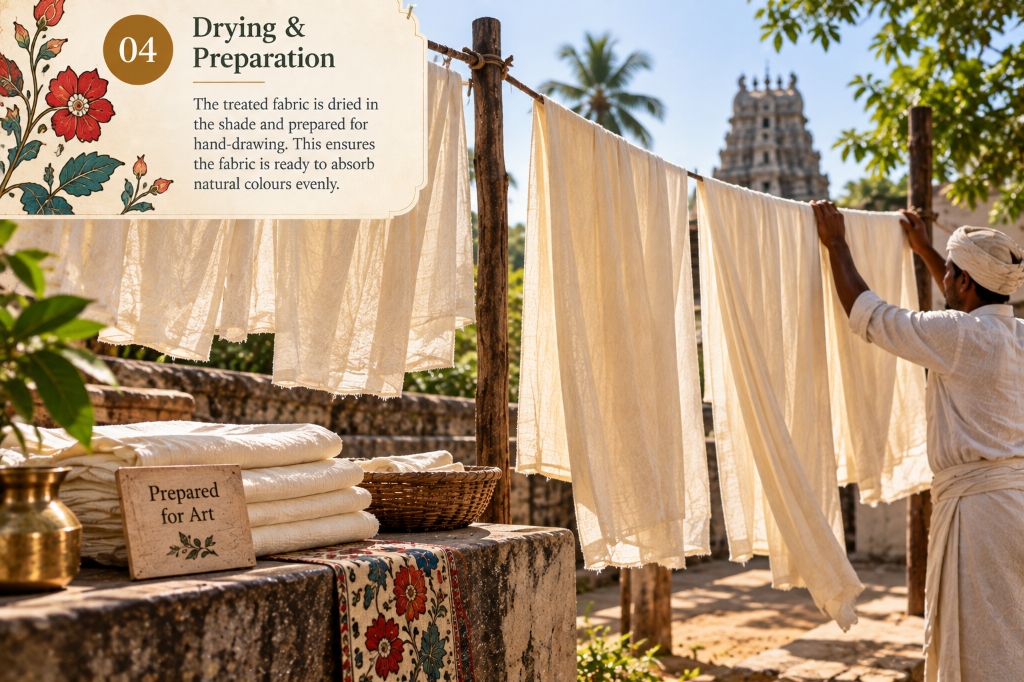 04
Drying &
Preparation
The treated fabric is dried in
the shade and prepared for
hand-drawing. This ensures
the fabric is ready to absorb
natural colours evenly.
Prepared
for Art